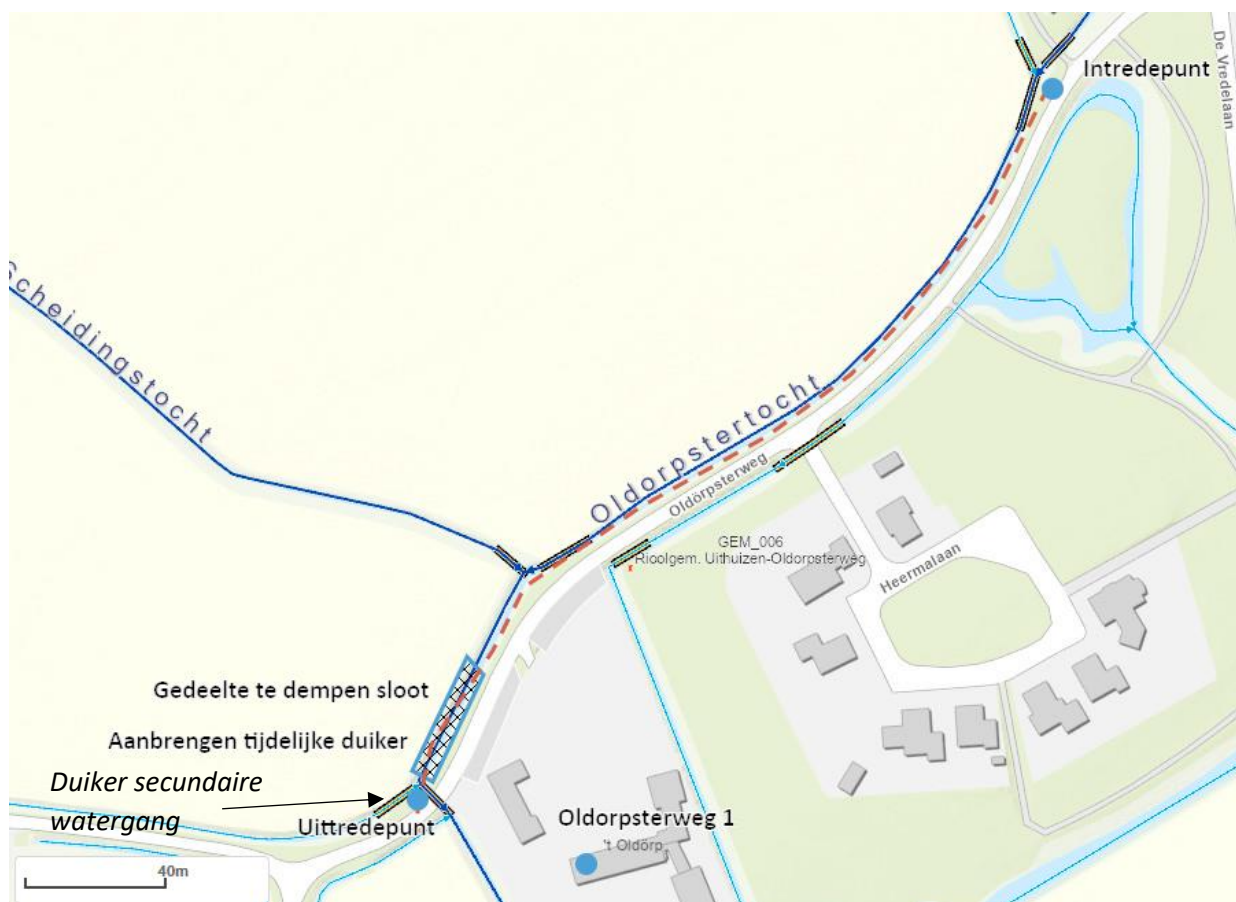 De Vredelaan
Intredepunt
Scheidingstocht
Oldorpstertocht
Oldörpsterweg
GEM_006
Rioolgem. Uithuizen-Oldorpsterweg
Heermalaan
Gedeelte te dempen sloot
Aanbrengen tijdelijke duiker
Duiker secundaire
watergang
Uittredepunt
Oldorpsterweg 1
't Oldörp
40m